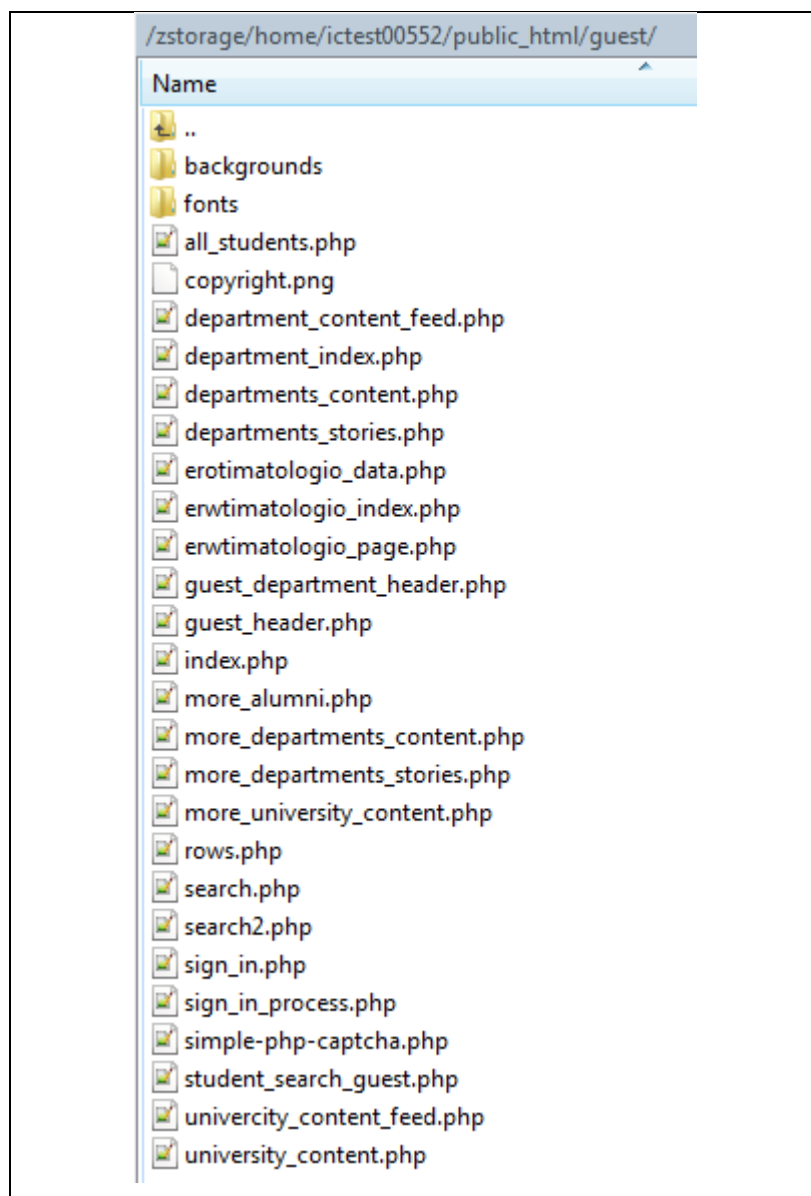 /zstorage/home/ictest00552/public_html/guest/
Name
..
backgrounds
fonts
all_students.php
copyright.png
department_content_feed.php
department_index.php
departments_content.php
departments_stories.php
erotimatologio_data.php
erwtimatologio_index.php
erwtimatologio_page.php
guest_department_header.php
guest_header.php
index.php
more_alumni.php
more_departments_content.php
more_departments_stories.php
more_university_content.php
rows.php
search.php
search2.php
sign_in.php
sign_in_process.php
simple-php-captcha.php
student_search_guest.php
univercity_content_feed.php
university_content.php